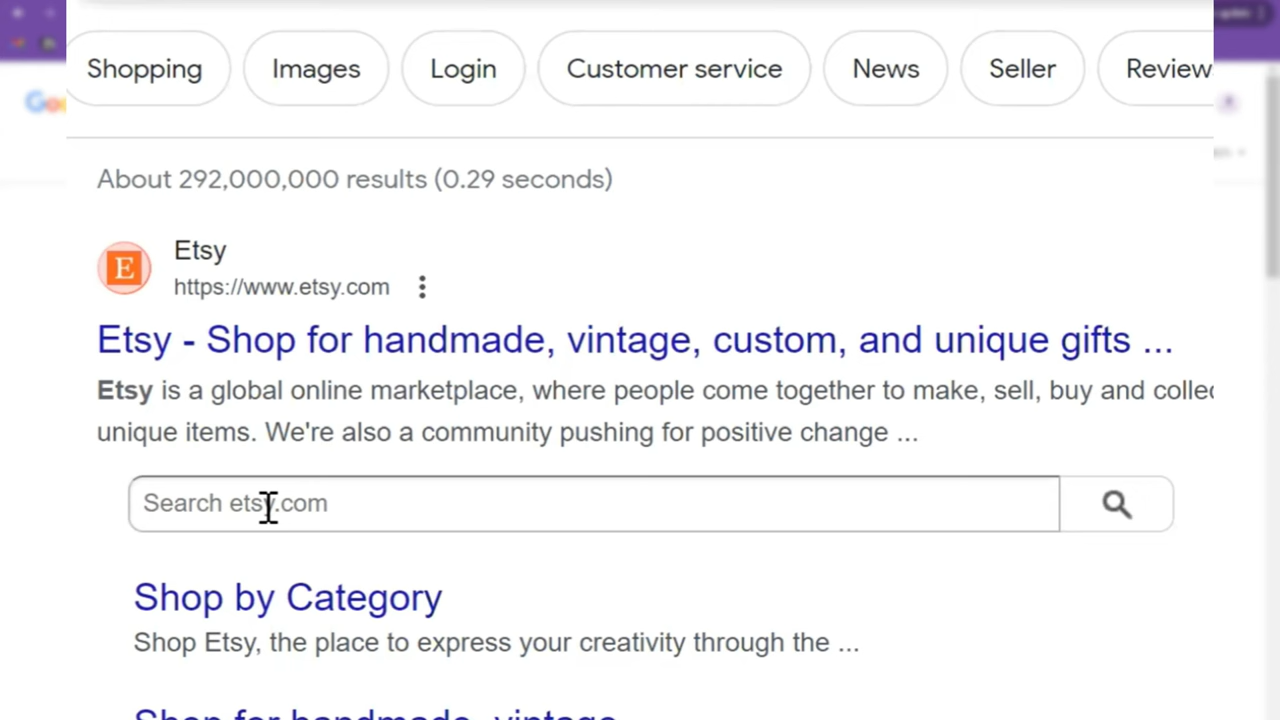 Shopping Images Login Customer service News Seller Review
About 292,000,000 results (0.29 seconds)
Etsy
E
https://www.etsy.com
Etsy - Shop for handmade, vintage, custom, and unique gifts ...
Etsy is a global online marketplace, where people come together to make, sell, buy and collec
unique items. We're also a community pushing for positive change ...
Search etsy.com
Shop by Category
Shop Etsy, the place to express your creativity through the ...
Shop for handmade, vintage